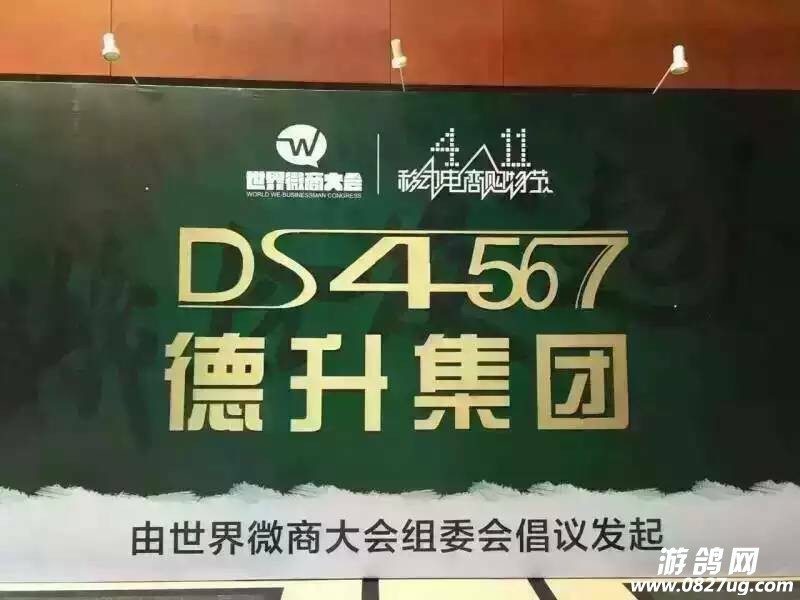 W
世界微商大会
WORLD WE-BUSINESSMAN CONGRESS
4 11
移动电商购物节
DS4567
德升集团
由世界微商大会组委会倡议发起
游鸽网
www.0827ug.com